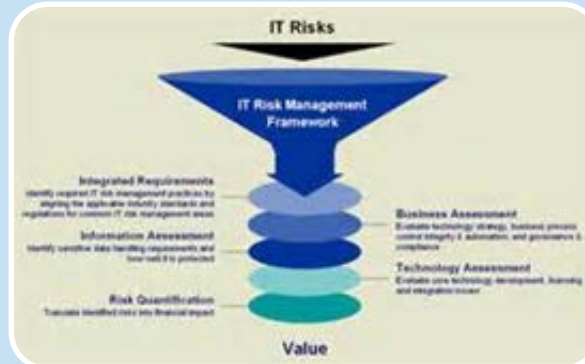 IT Risks
IT Risk Management
Framework
Integrated Requirements
Identify required IT risk management practices by
aligning the applicable industry standards and
regulations for common IT risk management areas
Business Assessment
Evaluate technology strategy, business process
control integrity & automation, and governance &
compliance
Information Assessment
Identify sensitive data handling requirements and
how well it is protected
Technology Assessment
Evaluate core technology development, licensing
and integration issues
Risk Quantification
Translate identified risks into financial impact
Value